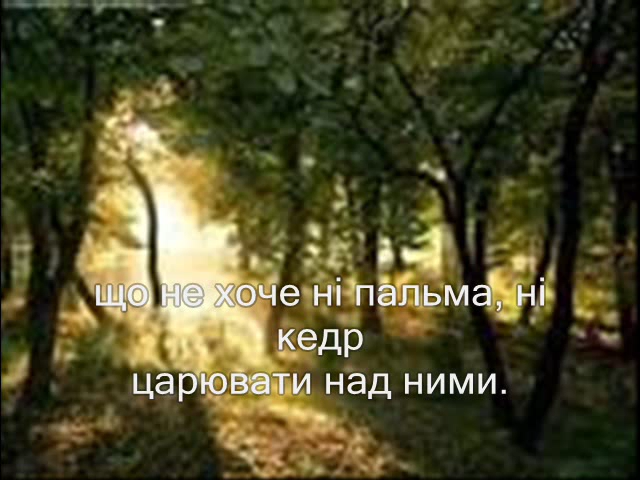 що не хоче ні пальма, ні
кедр
царювати над ними.